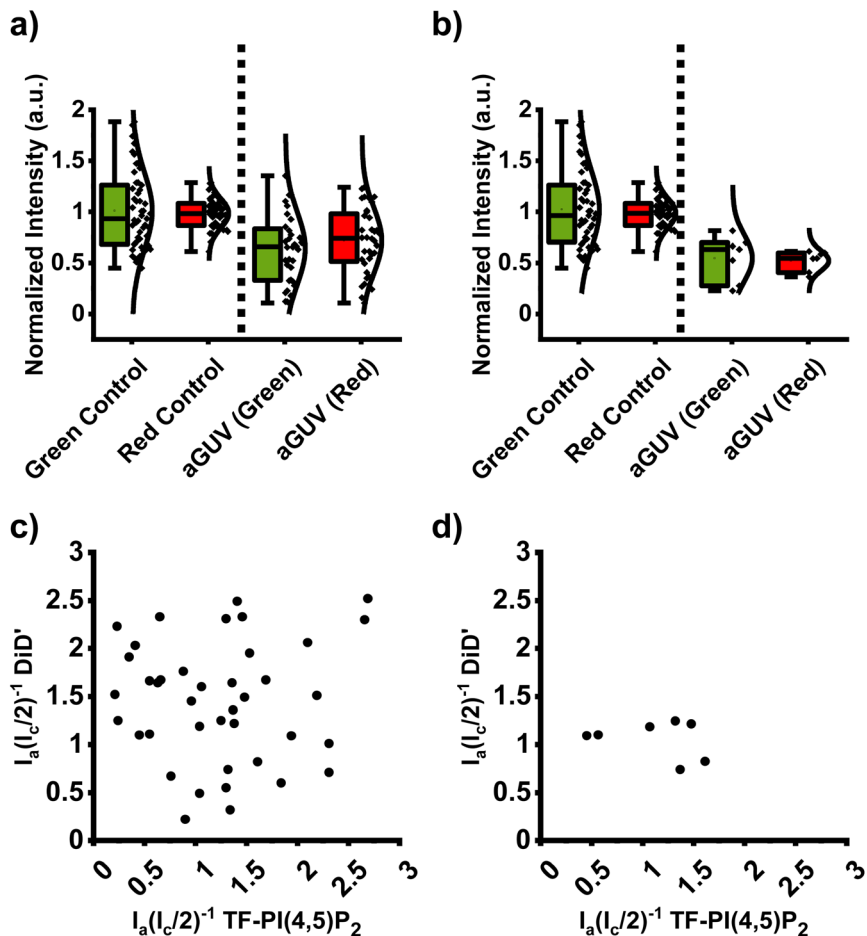 a)
Normalized Intensity (a.u.)
2
1.5
1
0.5
0
Green Control
Red Control
aGUV (Green)
aGUV (Red)
b)
Normalized Intensity (a.u.)
2
1.5
1
0.5
0
Green Control
Red Control
aGUV (Green)
aGUV (Red)
c)
Iₐ(I_c/2)⁻¹ DiD'
3
2.5
2
1.5
1
0.5
0
0 0.5 1 1.5 2 2.5 3
Iₐ(I_c/2)⁻¹ TF-PI(4,5)P₂
d)
Iₐ(I_c/2)⁻¹ DiD'
3
2.5
2
1.5
1
0.5
0
0 0.5 1 1.5 2 2.5 3
Iₐ(I_c/2)⁻¹ TF-PI(4,5)P₂